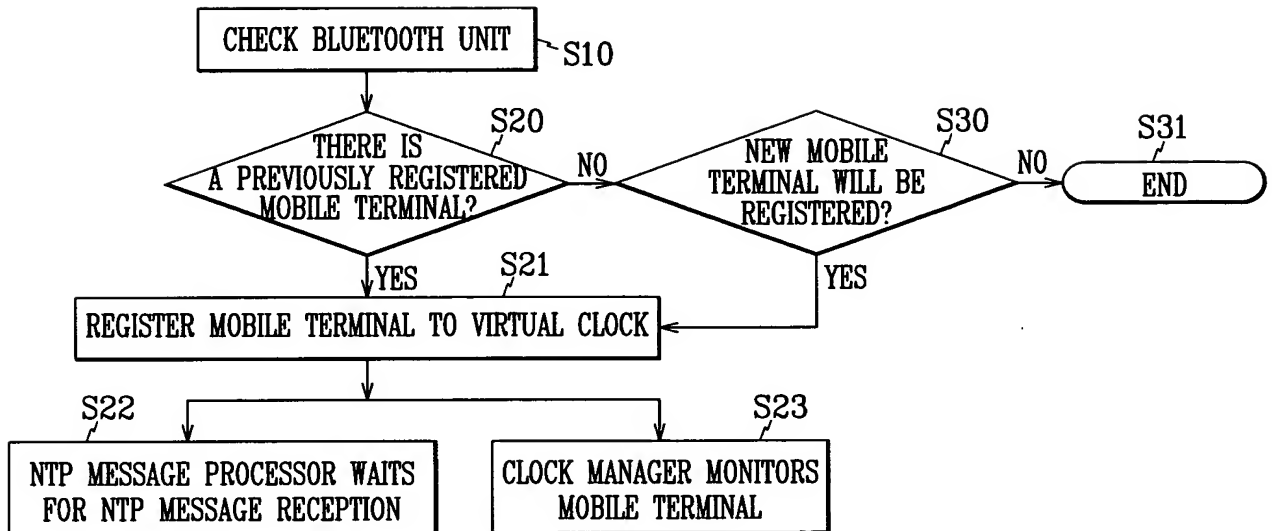 CHECK BLUETOOTH UNIT
S10
S20
THERE IS
A PREVIOUSLY REGISTERED
MOBILE TERMINAL?
NO
S30
NEW MOBILE
TERMINAL WILL BE
REGISTERED?
NO
S31
END
YES
YES
S21
REGISTER MOBILE TERMINAL TO VIRTUAL CLOCK
S22
NTP MESSAGE PROCESSOR WAITS
FOR NTP MESSAGE RECEPTION
S23
CLOCK MANAGER MONITORS
MOBILE TERMINAL